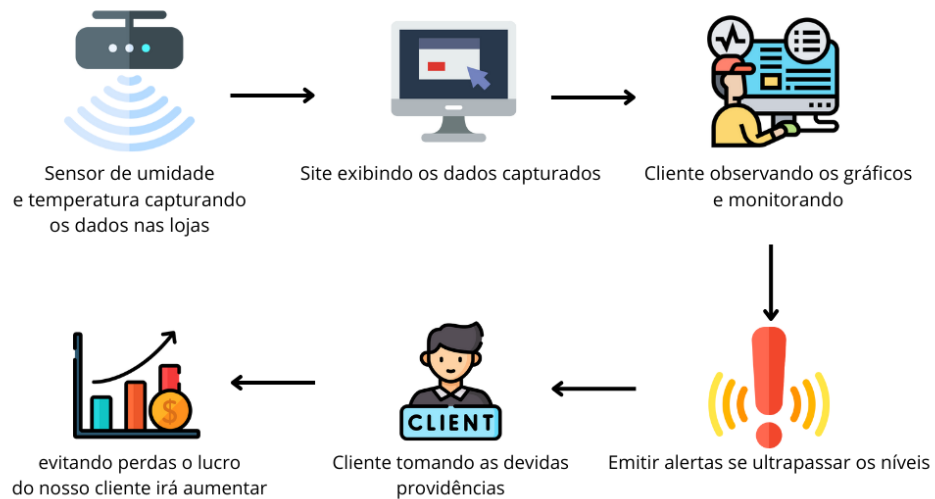 Sensor de umidade
e temperatura capturando
os dados nas lojas
Site exibindo os dados capturados
Cliente observando os gráficos
e monitorando
Emitir alertas se ultrapassar os níveis
CLIENT
Cliente tomando as devidas
providências
$
evitando perdas o lucro
do nosso cliente irá aumentar